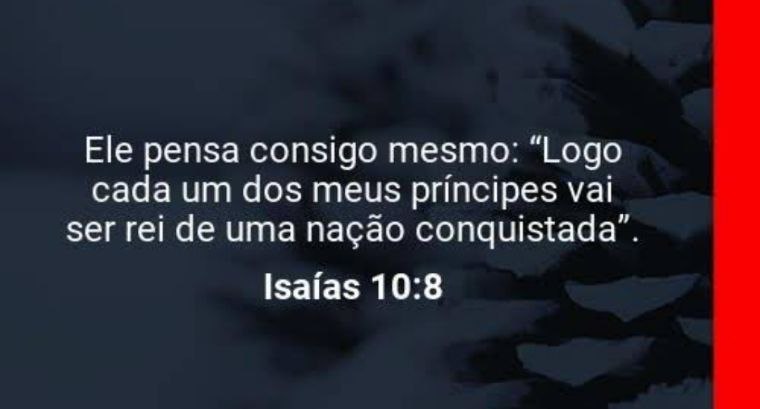 Ele pensa consigo mesmo: “Logo
cada um dos meus príncipes vai
ser rei de uma nação conquistada”.
Isaías 10:8